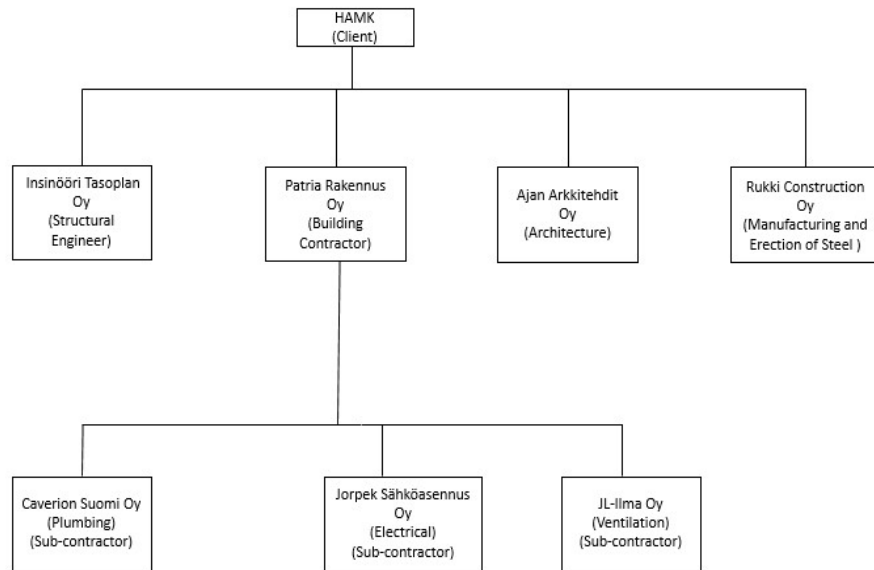 HAMK
(Client)
Insinööri Tasoplan
Oy
(Structural
Engineer)
Patria Rakennus
Oy
(Building
Contractor)
Ajan Arkkitehdit
Oy
(Architecture)
Rukki Construction
Oy
(Manufacturing and
Erection of Steel )
Caverion Suomi Oy
(Plumbing)
(Sub-contractor)
Jorpek Sähköasennus
Oy
(Electrical)
(Sub-contractor)
JL-Ilma Oy
(Ventilation)
(Sub-contractor)